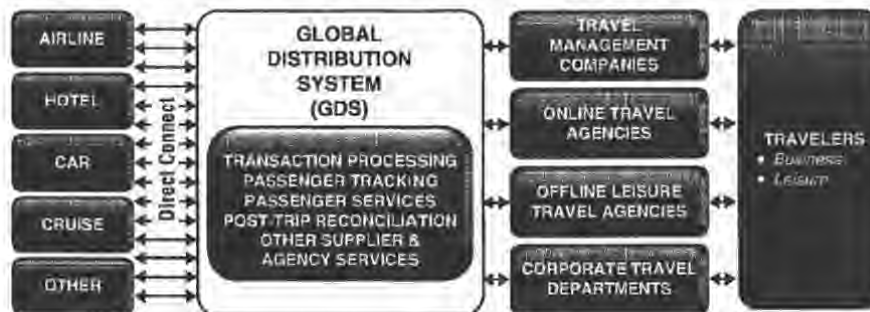 AIRLINE
HOTEL
CAR
CRUISE
OTHER
Direct Connect
GLOBAL
DISTRIBUTION
SYSTEM
(GDS)
TRANSACTION PROCESSING
PASSENGER TRACKING
PASSENGER SERVICES
POST-TRIP RECONCILIATION
OTHER SUPPLIER &
AGENCY SERVICES
TRAVEL
MANAGEMENT
COMPANIES
ONLINE TRAVEL
AGENCIES
OFFLINE LEISURE
TRAVEL AGENCIES
CORPORATE TRAVEL
DEPARTMENTS
TRAVELERS
• Business
• Leisure